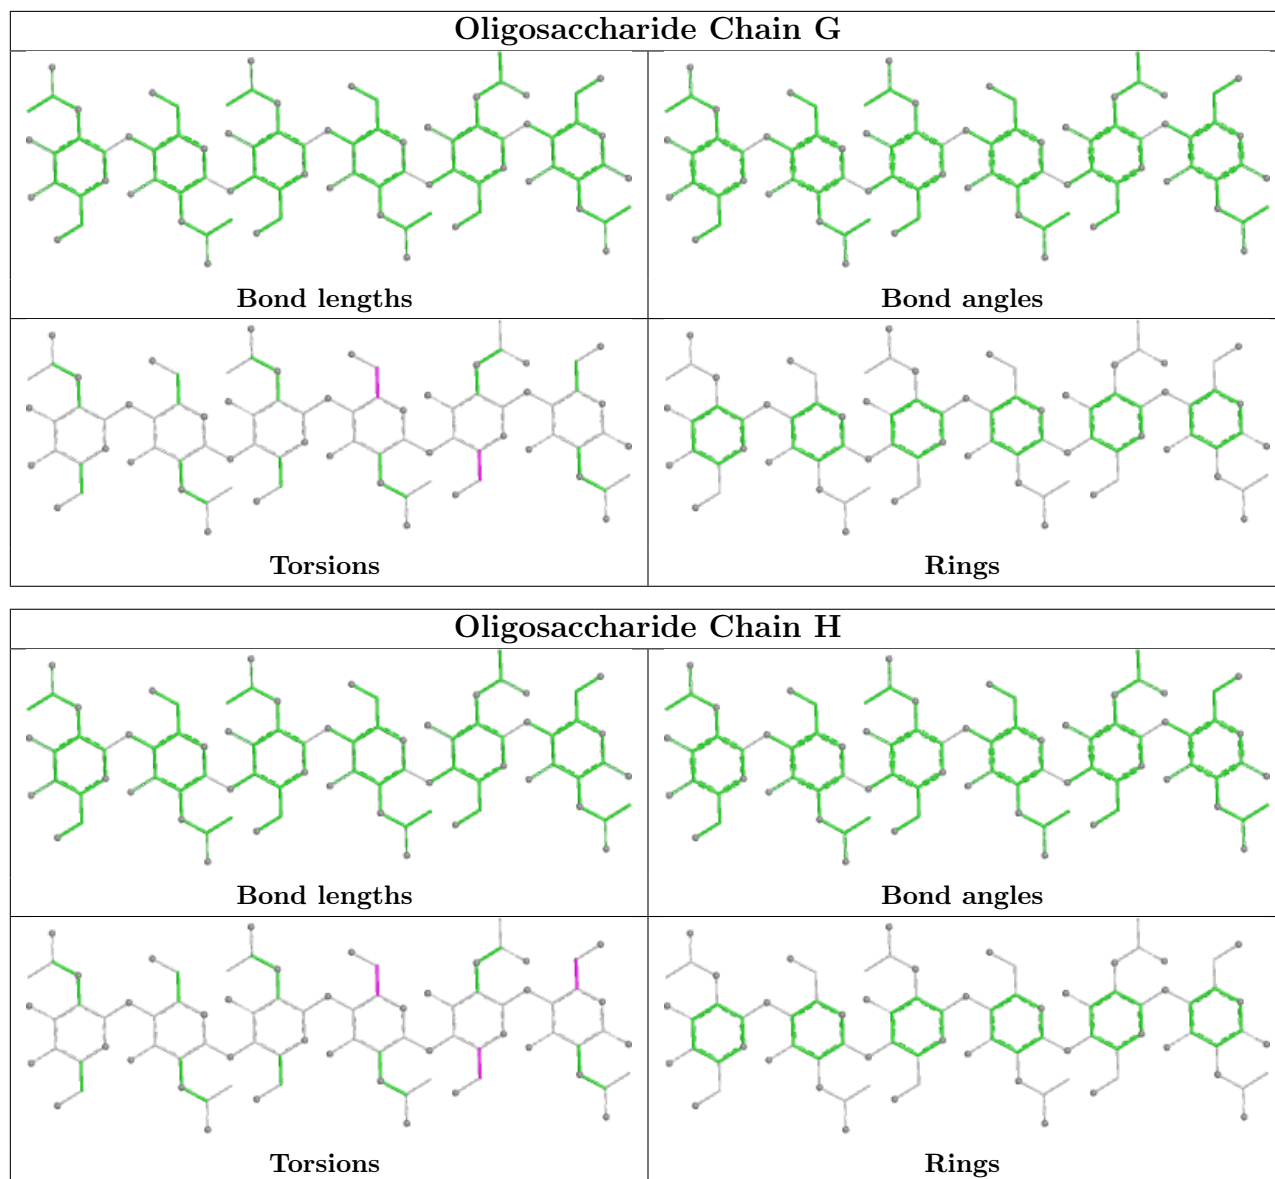 Oligosaccharide Chain G
Bond lengths
Bond angles
Torsions
Rings
Oligosaccharide Chain H
Bond lengths
Bond angles
Torsions
Rings